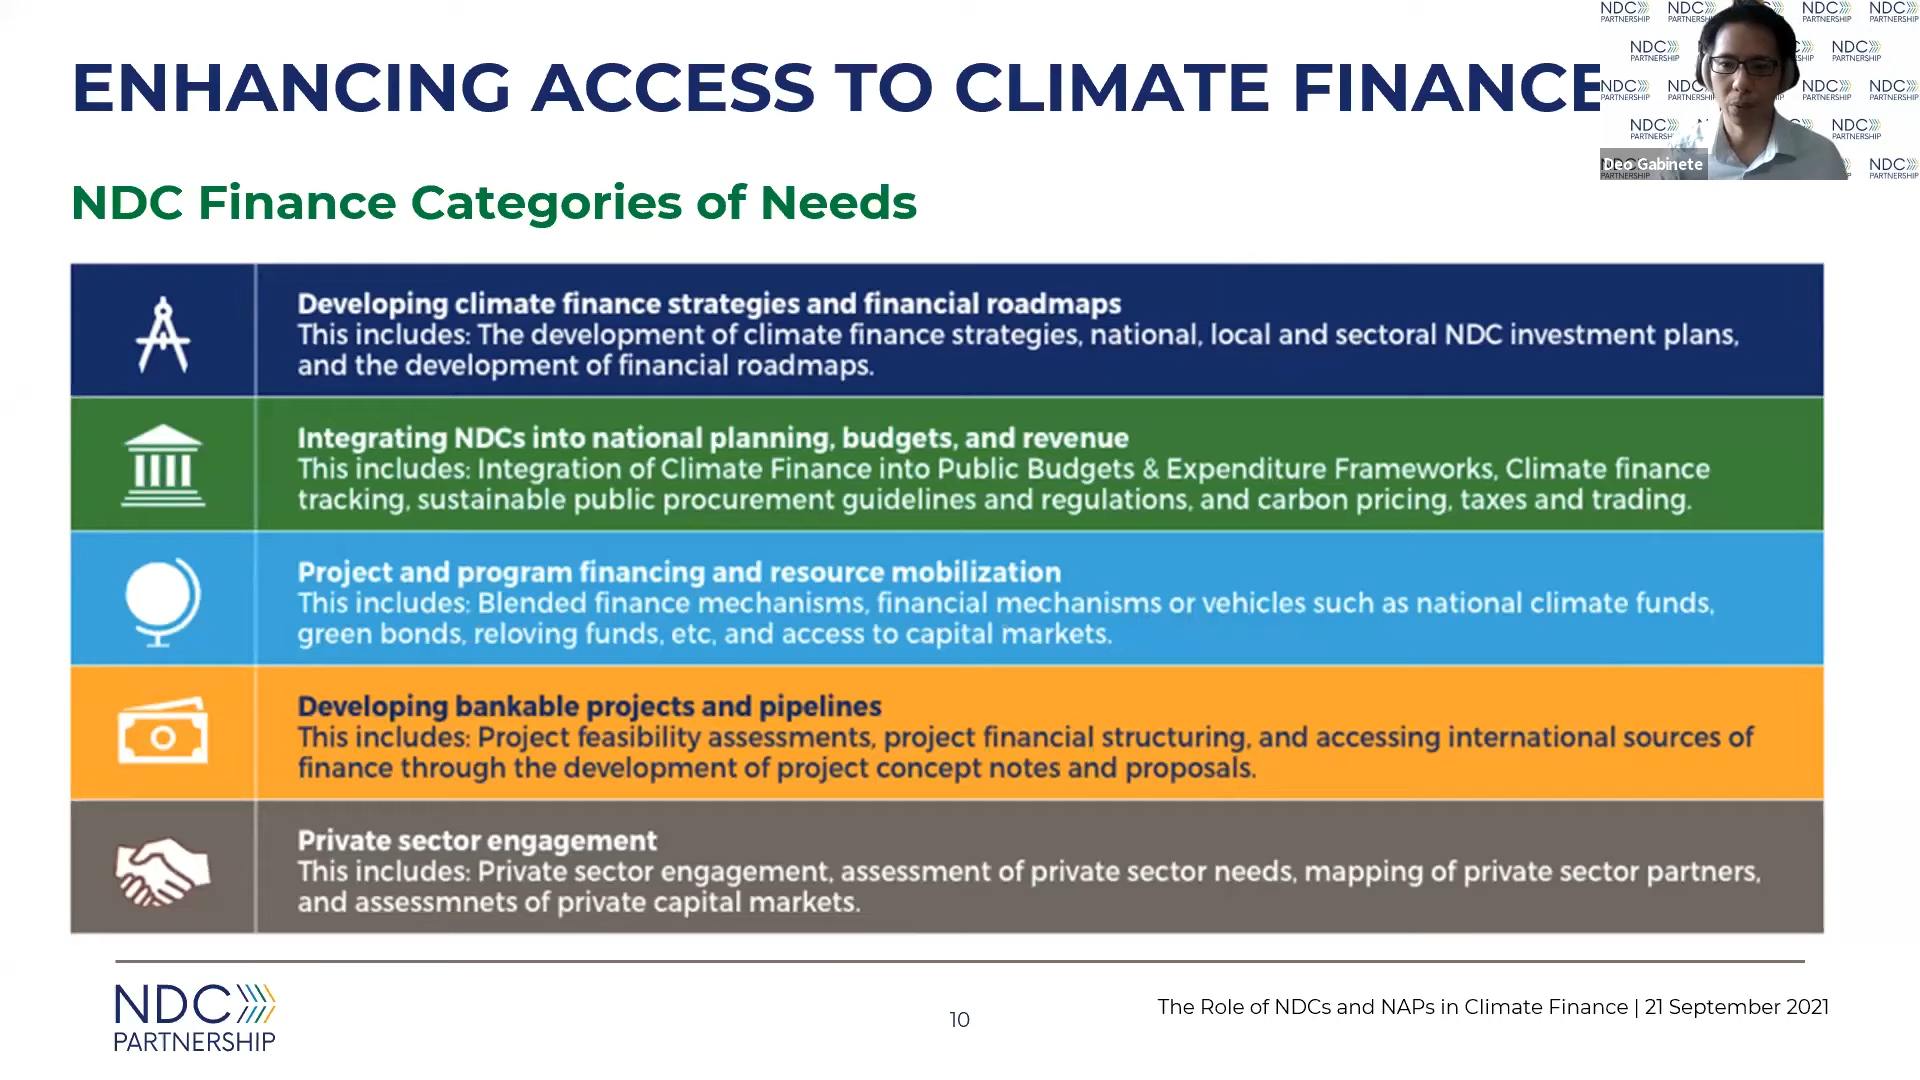 ENHANCING ACCESS TO CLIMATE FINANCE
NDC PARTNERSHIP
Deo Gabinete
NDC Finance Categories of Needs
Developing climate finance strategies and financial roadmaps
This includes: The development of climate finance strategies, national, local and sectoral NDC investment plans,
and the development of financial roadmaps.
Integrating NDCs into national planning, budgets, and revenue
This includes: Integration of Climate Finance into Public Budgets & Expenditure Frameworks, Climate finance
tracking, sustainable public procurement guidelines and regulations, and carbon pricing, taxes and trading.
Project and program financing and resource mobilization
This includes: Blended finance mechanisms, financial mechanisms or vehicles such as national climate funds,
green bonds, reloving funds, etc, and access to capital markets.
Developing bankable projects and pipelines
This includes: Project feasibility assessments, project financial structuring, and accessing international sources of
finance through the development of project concept notes and proposals.
Private sector engagement
This includes: Private sector engagement, assessment of private sector needs, mapping of private sector partners,
and assessmnets of private capital markets.
NDC
PARTNERSHIP
10
The Role of NDCs and NAPs in Climate Finance | 21 September 2021